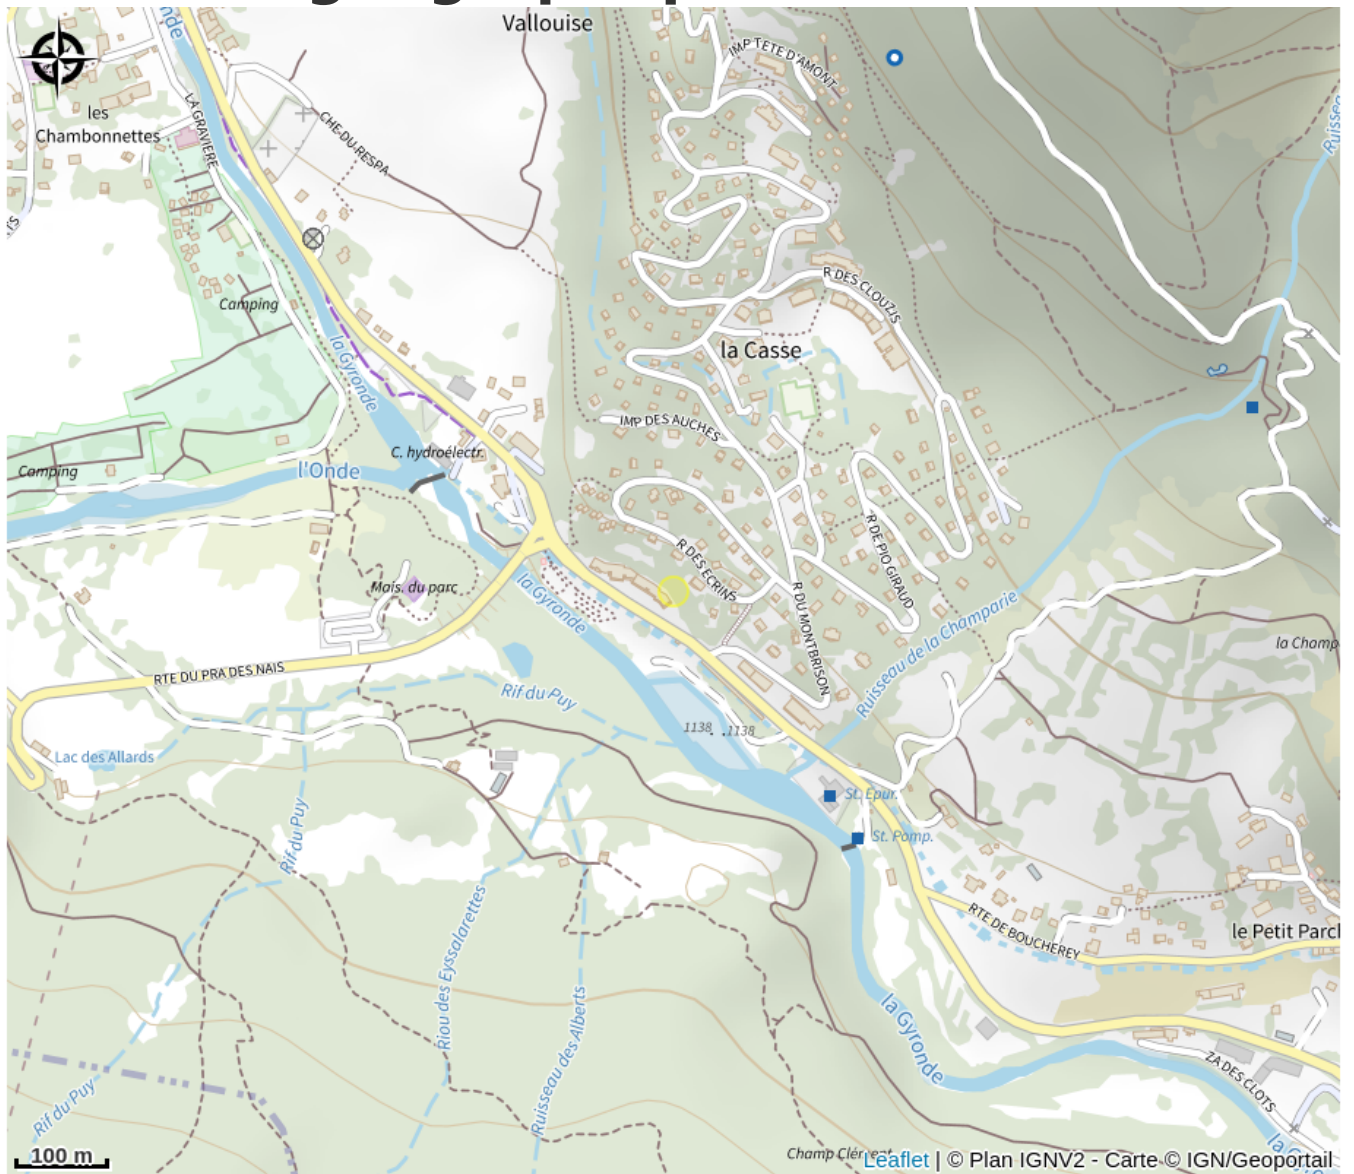 Vallouise
IMP TETE D'AMONT
les
Chambonnettes
LA GRAVIERE
CHE DU RESPA
Camping
la Gyronde
R DES CLOUZIS
la Casse
IMP DES AUCHES
C. hydroélectr.
Camping
l'Onde
R DE PIO GIRAUD
R DES ECRINS
R DU MONTBRISON
Mais. du parc
la Gyronde
Ruisseau de la Champarie
la Champ
RTE DU PRA DES NAIS
Rif du Puy
1138
1138
Lac des Allards
St. Epur.
St. Pomp.
Rif du Puy
Riou des Eyssalarettes
RTE DE BOUCHEREY
le Petit Parc
Ruisseau des Alberts
la Gyronde
ZA DES CLOTS
Rif du Puy
100 m
Champ Clément
Leaflet | © Plan IGNV2 - Carte © IGN/Geoportail